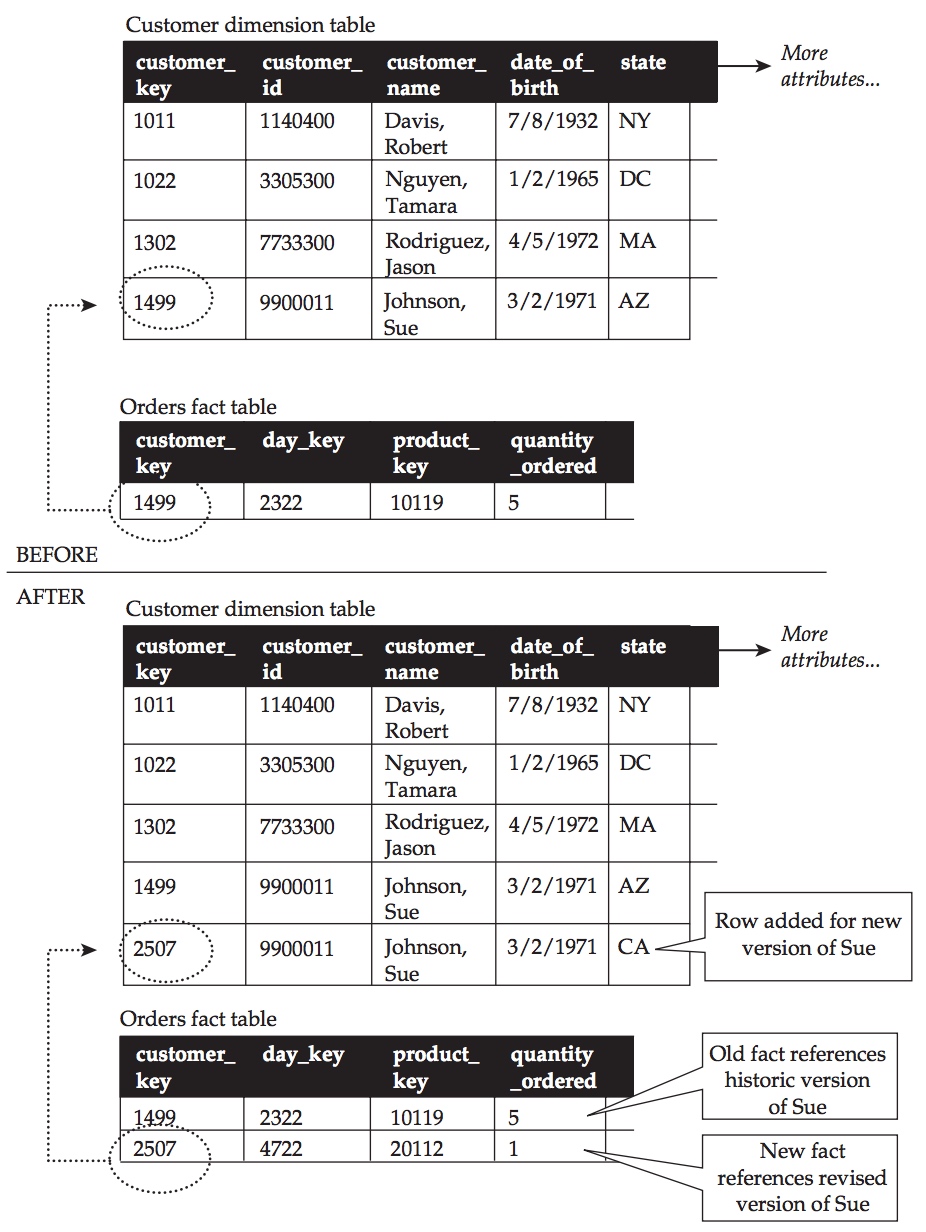 Customer dimension table
customer_ customer_ customer_ date_of_ state
key id name birth
More
attributes...
1011 1140400 Davis, 7/8/1932 NY
Robert
1022 3305300 Nguyen, 1/2/1965 DC
Tamara
1302 7733300 Rodriguez, 4/5/1972 MA
Jason
1499 9900011 Johnson, 3/2/1971 AZ
Sue
Orders fact table
customer_ day_key product_ quantity
key key _ordered
1499 2322 10119 5
BEFORE
AFTER
Customer dimension table
customer_ customer_ customer_ date_of_ state
key id name birth
More
attributes...
1011 1140400 Davis, 7/8/1932 NY
Robert
1022 3305300 Nguyen, 1/2/1965 DC
Tamara
1302 7733300 Rodriguez, 4/5/1972 MA
Jason
1499 9900011 Johnson, 3/2/1971 AZ
Sue
2507 9900011 Johnson, 3/2/1971 CA
Sue
Row added for new
version of Sue
Orders fact table
customer_ day_key product_ quantity
key key _ordered
1499 2322 10119 5
2507 4722 20112 1
Old fact references
historic version
of Sue
New fact
references revised
version of Sue